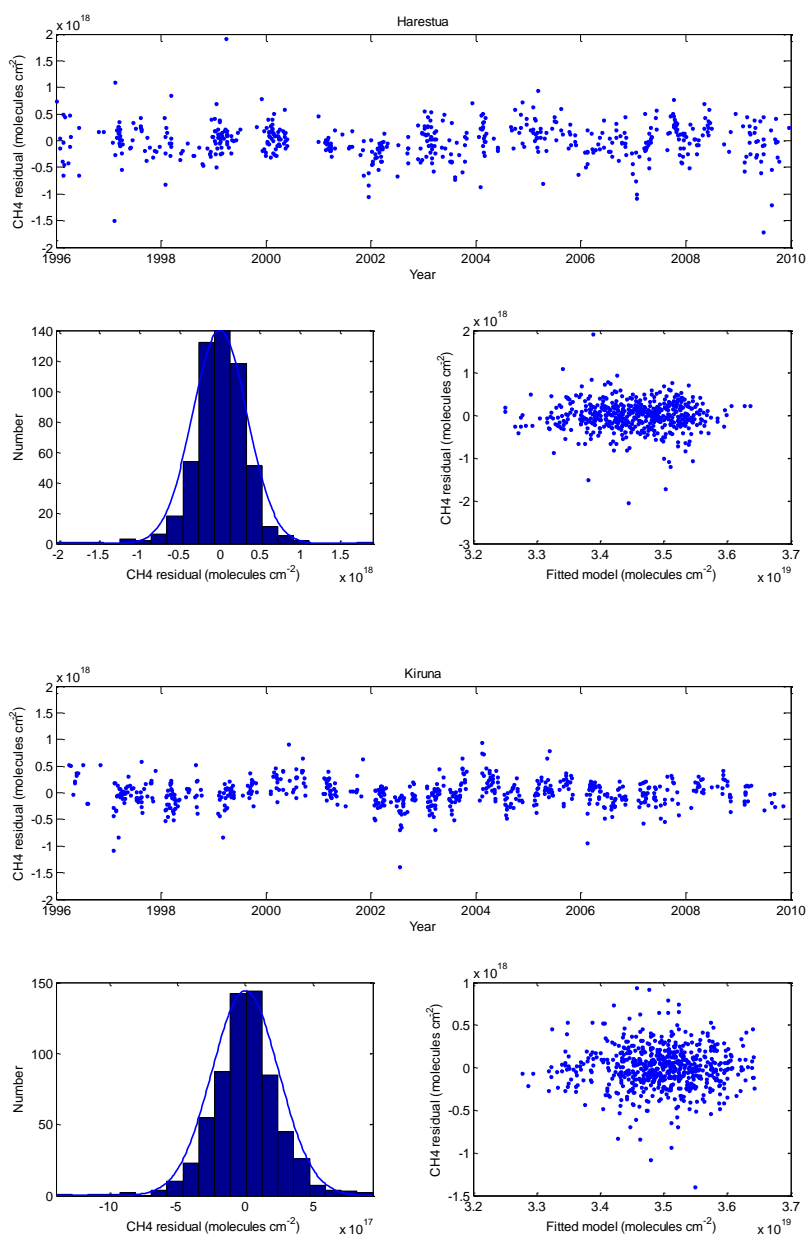 Harestua
x 10^18
2
1.5
1
0.5
0
-0.5
-1
-1.5
-2
CH4 residual (molecules cm^-2)
1996 1998 2000 2002 2004 2006 2008 2010
Year
140
120
100
80
60
40
20
0
Number
-2 -1.5 -1 -0.5 0 0.5 1 1.5
CH4 residual (molecules cm^-2)
x 10^18
x 10^18
2
1
0
-1
-2
-3
CH4 residual (molecules cm^-2)
3.2 3.3 3.4 3.5 3.6 3.7
Fitted model (molecules cm^-2)
x 10^19
Kiruna
x 10^18
2
1.5
1
0.5
0
-0.5
-1
-1.5
-2
CH4 residual (molecules cm^-2)
1996 1998 2000 2002 2004 2006 2008 2010
Year
150
100
50
0
Number
-10 -5 0 5
CH4 residual (molecules cm^-2)
x 10^17
x 10^18
1
0.5
0
-0.5
-1
-1.5
CH4 residual (molecules cm^-2)
3.2 3.3 3.4 3.5 3.6 3.7
Fitted model (molecules cm^-2)
x 10^19